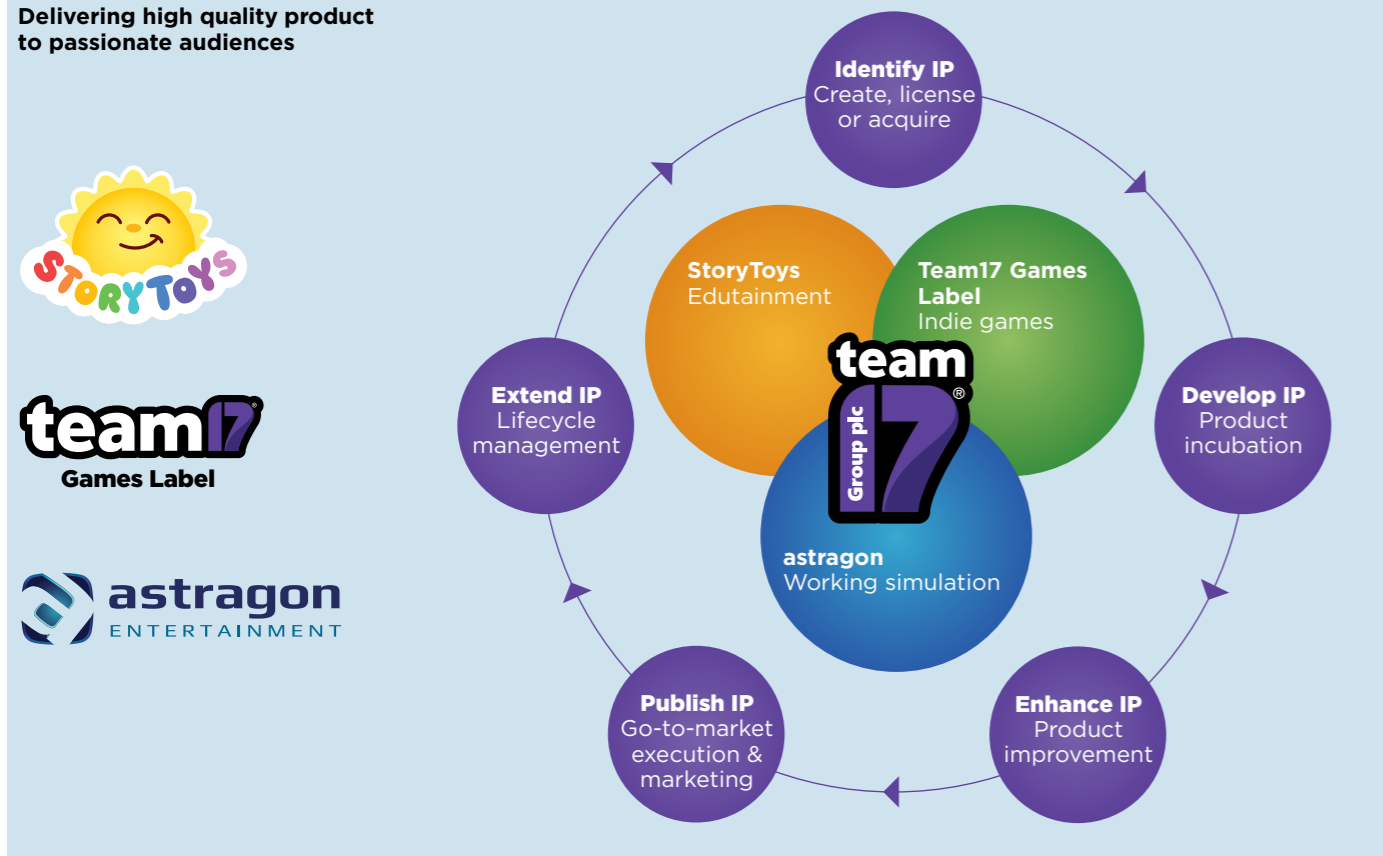 Delivering high quality product
to passionate audiences
STORYTOYS
team17®
Games Label
astragon
ENTERTAINMENT
Identify IP
Create, license
or acquire
StoryToys
Edutainment
Team17 Games
Label
Indie games
team
17®
Group plc
astragon
Working simulation
Extend IP
Lifecycle
management
Develop IP
Product
incubation
Publish IP
Go-to-market
execution &
marketing
Enhance IP
Product
improvement